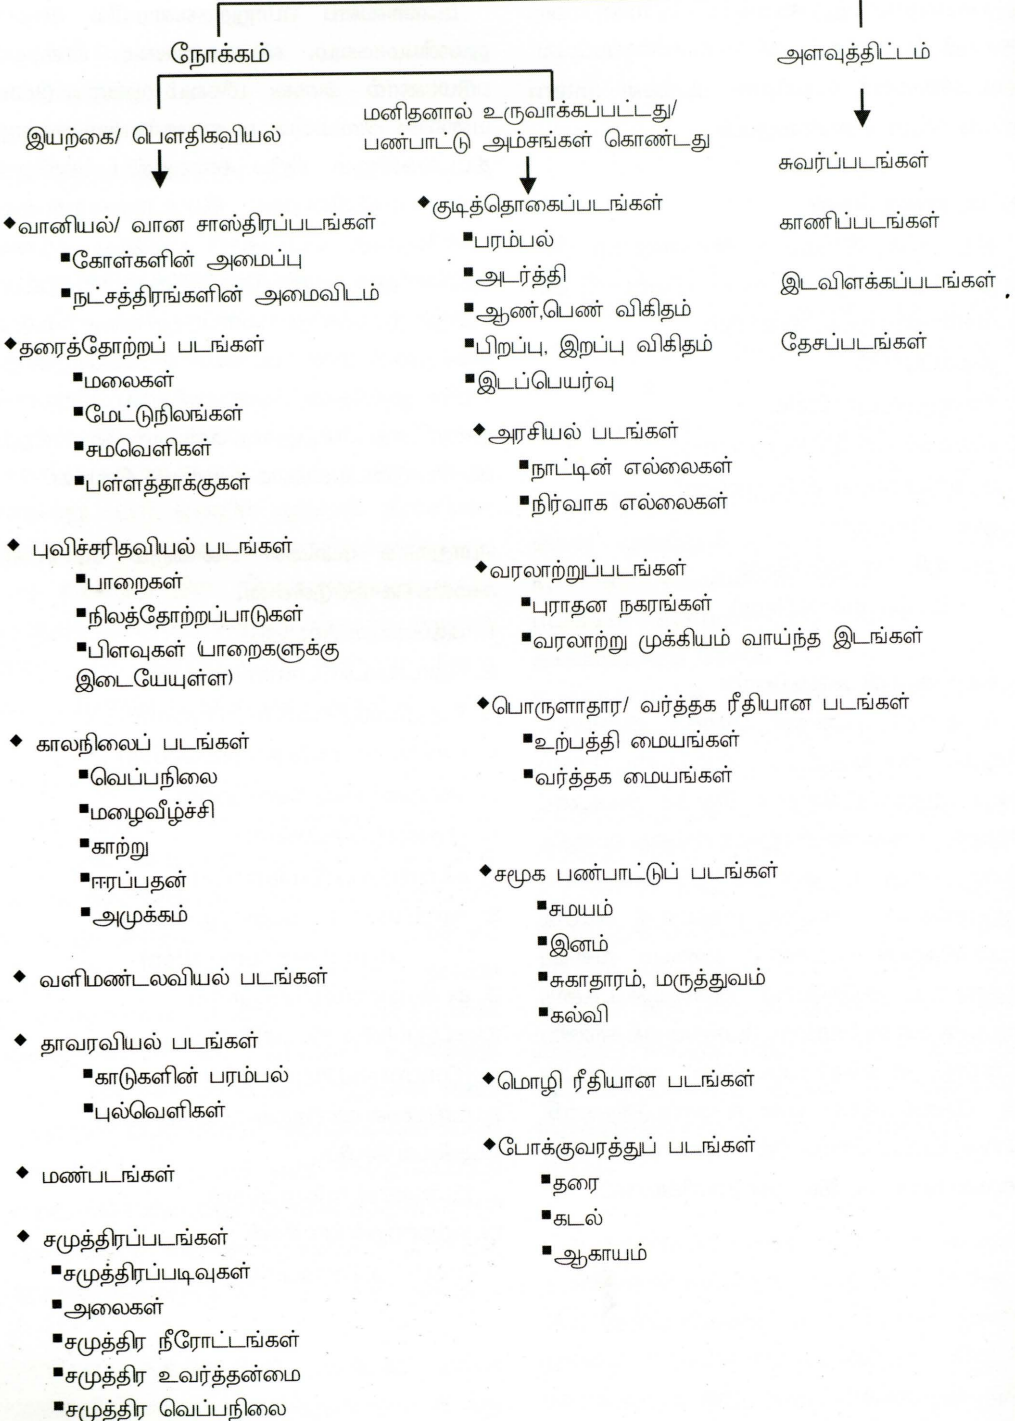 நோக்கம்
அளவுத்திட்டம்
இயற்கை/ பௌதிகவியல்
மனிதனால் உருவாக்கப்பட்டது/
பண்பாட்டு அம்சங்கள் கொண்டது
◆வானியல்/ வான சாஸ்திரப்படங்கள்
▪கோள்களின் அமைப்பு
▪நட்சத்திரங்களின் அமைவிடம்
◆தரைத்தோற்றப் படங்கள்
▪மலைகள்
▪மேட்டுநிலங்கள்
▪சமவெளிகள்
▪பள்ளத்தாக்குகள்
◆ புவிச்சரிதவியல் படங்கள்
▪பாறைகள்
▪நிலத்தோற்றப்பாடுகள்
▪பிளவுகள் (பாறைகளுக்கு
இடையேயுள்ள)
◆ காலநிலைப் படங்கள்
▪வெப்பநிலை
▪மழைவீழ்ச்சி
▪காற்று
▪ஈரப்பதன்
▪அமுக்கம்
◆ வளிமண்டலவியல் படங்கள்
◆ தாவரவியல் படங்கள்
▪காடுகளின் பரம்பல்
▪புல்வெளிகள்
◆ மண்படங்கள்
◆ சமுத்திரப்படங்கள்
▪சமுத்திரப்படிவுகள்
▪அலைகள்
▪சமுத்திர நீரோட்டங்கள்
▪சமுத்திர உவர்த்தன்மை
▪சமுத்திர வெப்பநிலை
◆குடித்தொகைப்படங்கள்
▪பரம்பல்
▪அடர்த்தி
▪ஆண்,பெண் விகிதம்
▪பிறப்பு, இறப்பு விகிதம்
▪இடப்பெயர்வு
◆அரசியல் படங்கள்
▪நாட்டின் எல்லைகள்
▪நிர்வாக எல்லைகள்
◆வரலாற்றுப்படங்கள்
▪புராதன நகரங்கள்
▪வரலாற்று முக்கியம் வாய்ந்த இடங்கள்
◆பொருளாதார/ வர்த்தக ரீதியான படங்கள்
▪உற்பத்தி மையங்கள்
▪வர்த்தக மையங்கள்
◆சமூக பண்பாட்டுப் படங்கள்
▪சமயம்
▪இனம்
▪சுகாதாரம், மருத்துவம்
▪கல்வி
◆மொழி ரீதியான படங்கள்
◆போக்குவரத்துப் படங்கள்
▪தரை
▪கடல்
▪ஆகாயம்
சுவர்ப்படங்கள்
காணிப்படங்கள்
இடவிளக்கப்படங்கள்
தேசப்படங்கள்